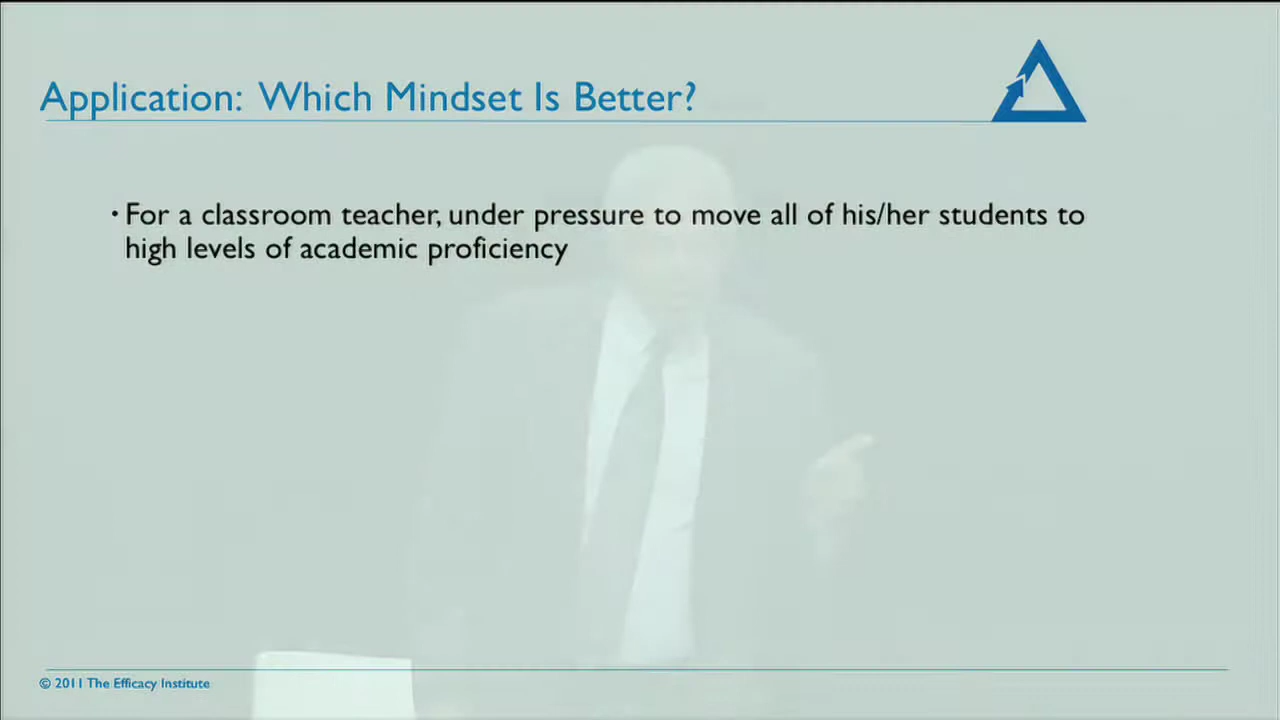 Application: Which Mindset Is Better?
· For a classroom teacher, under pressure to move all of his/her students to
high levels of academic proficiency
© 2011 The Efficacy Institute